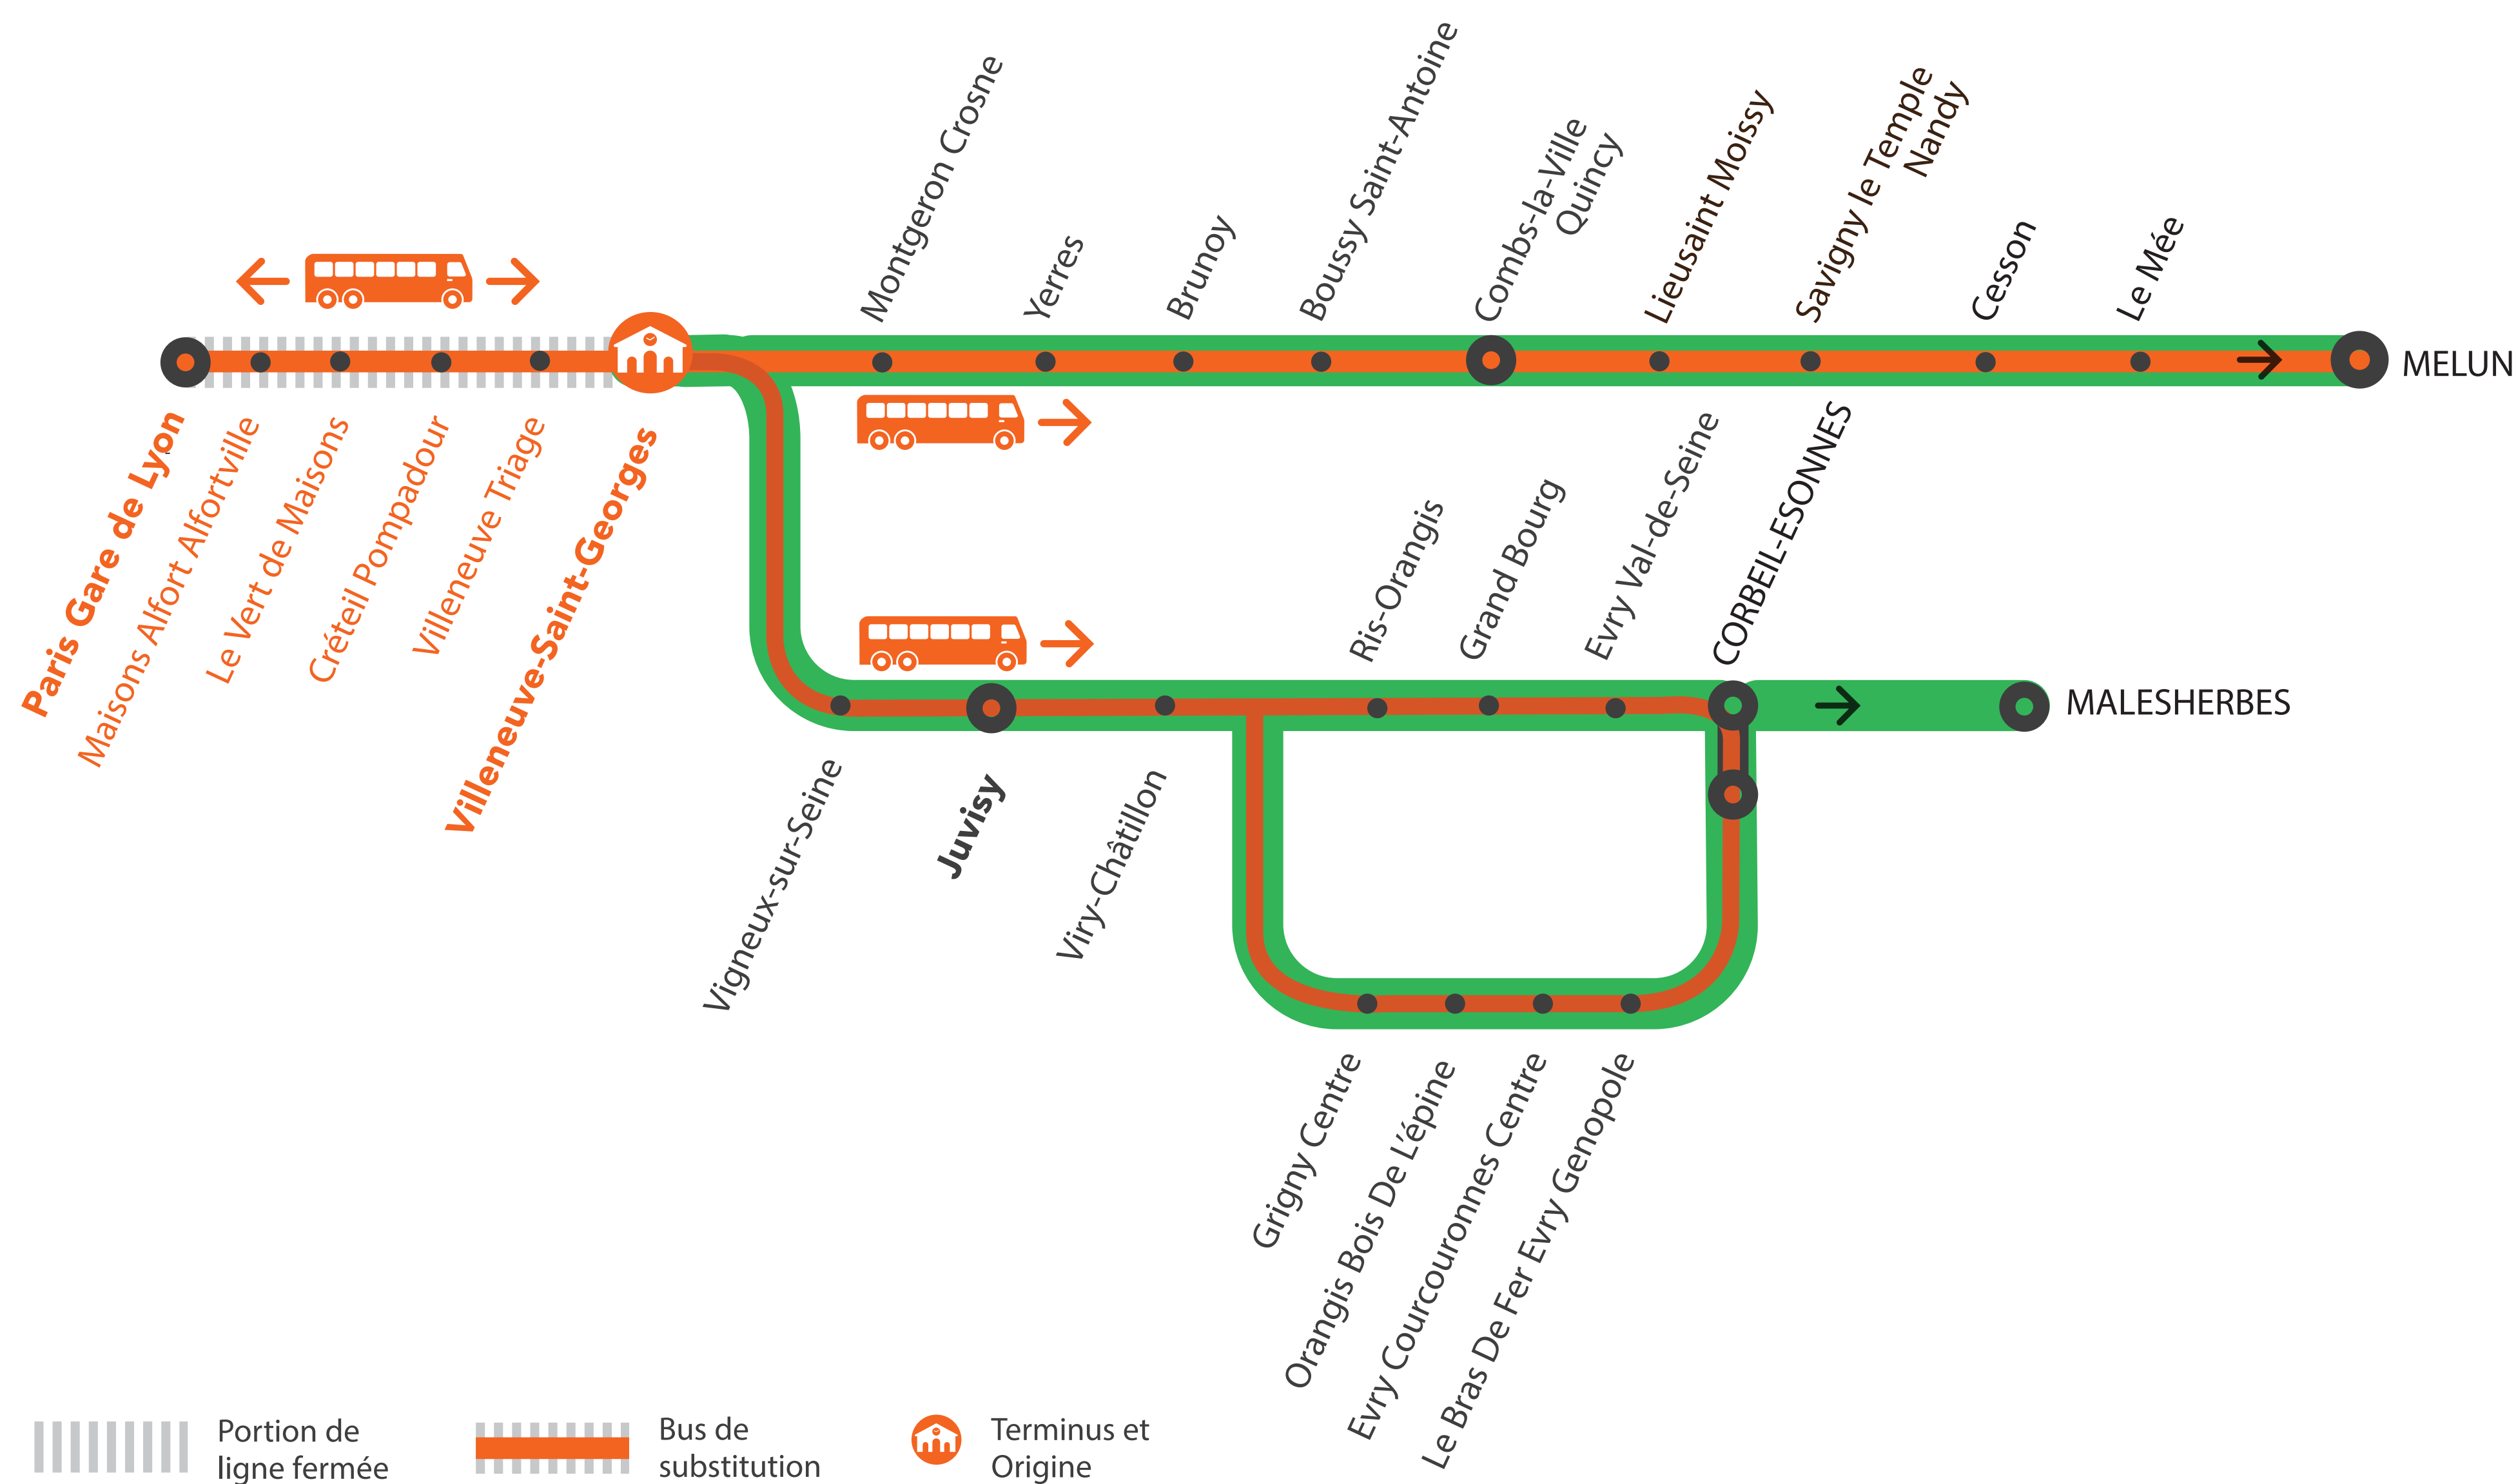 Montgeron Crosne
Yerres
Brunoy
Boussy Saint-Antoine
Combs-la-Ville
Quincy
Lieusaint Moissy
Savigny le Temple
Nandy
Cesson
Le Mée
MELUN
Paris Gare de Lyon
Maisons Alfort Alfortville
Le Vert de Maisons
Créteil Pompadour
Villeneuve Triage
Villeneuve-Saint-Georges
Ris-Orangis
Grand Bourg
Evry Val-de-Seine
CORBEIL-ESONNES
MALESHERBES
Vigneux-sur-Seine
Juvisy
Viry-Châtillon
Grigny Centre
Orangis Bois De L'épine
Evry Courcouronnes Centre
Le Bras De Fer Evry Genopole
Portion de
ligne fermée
Bus de
substitution
Terminus et
Origine